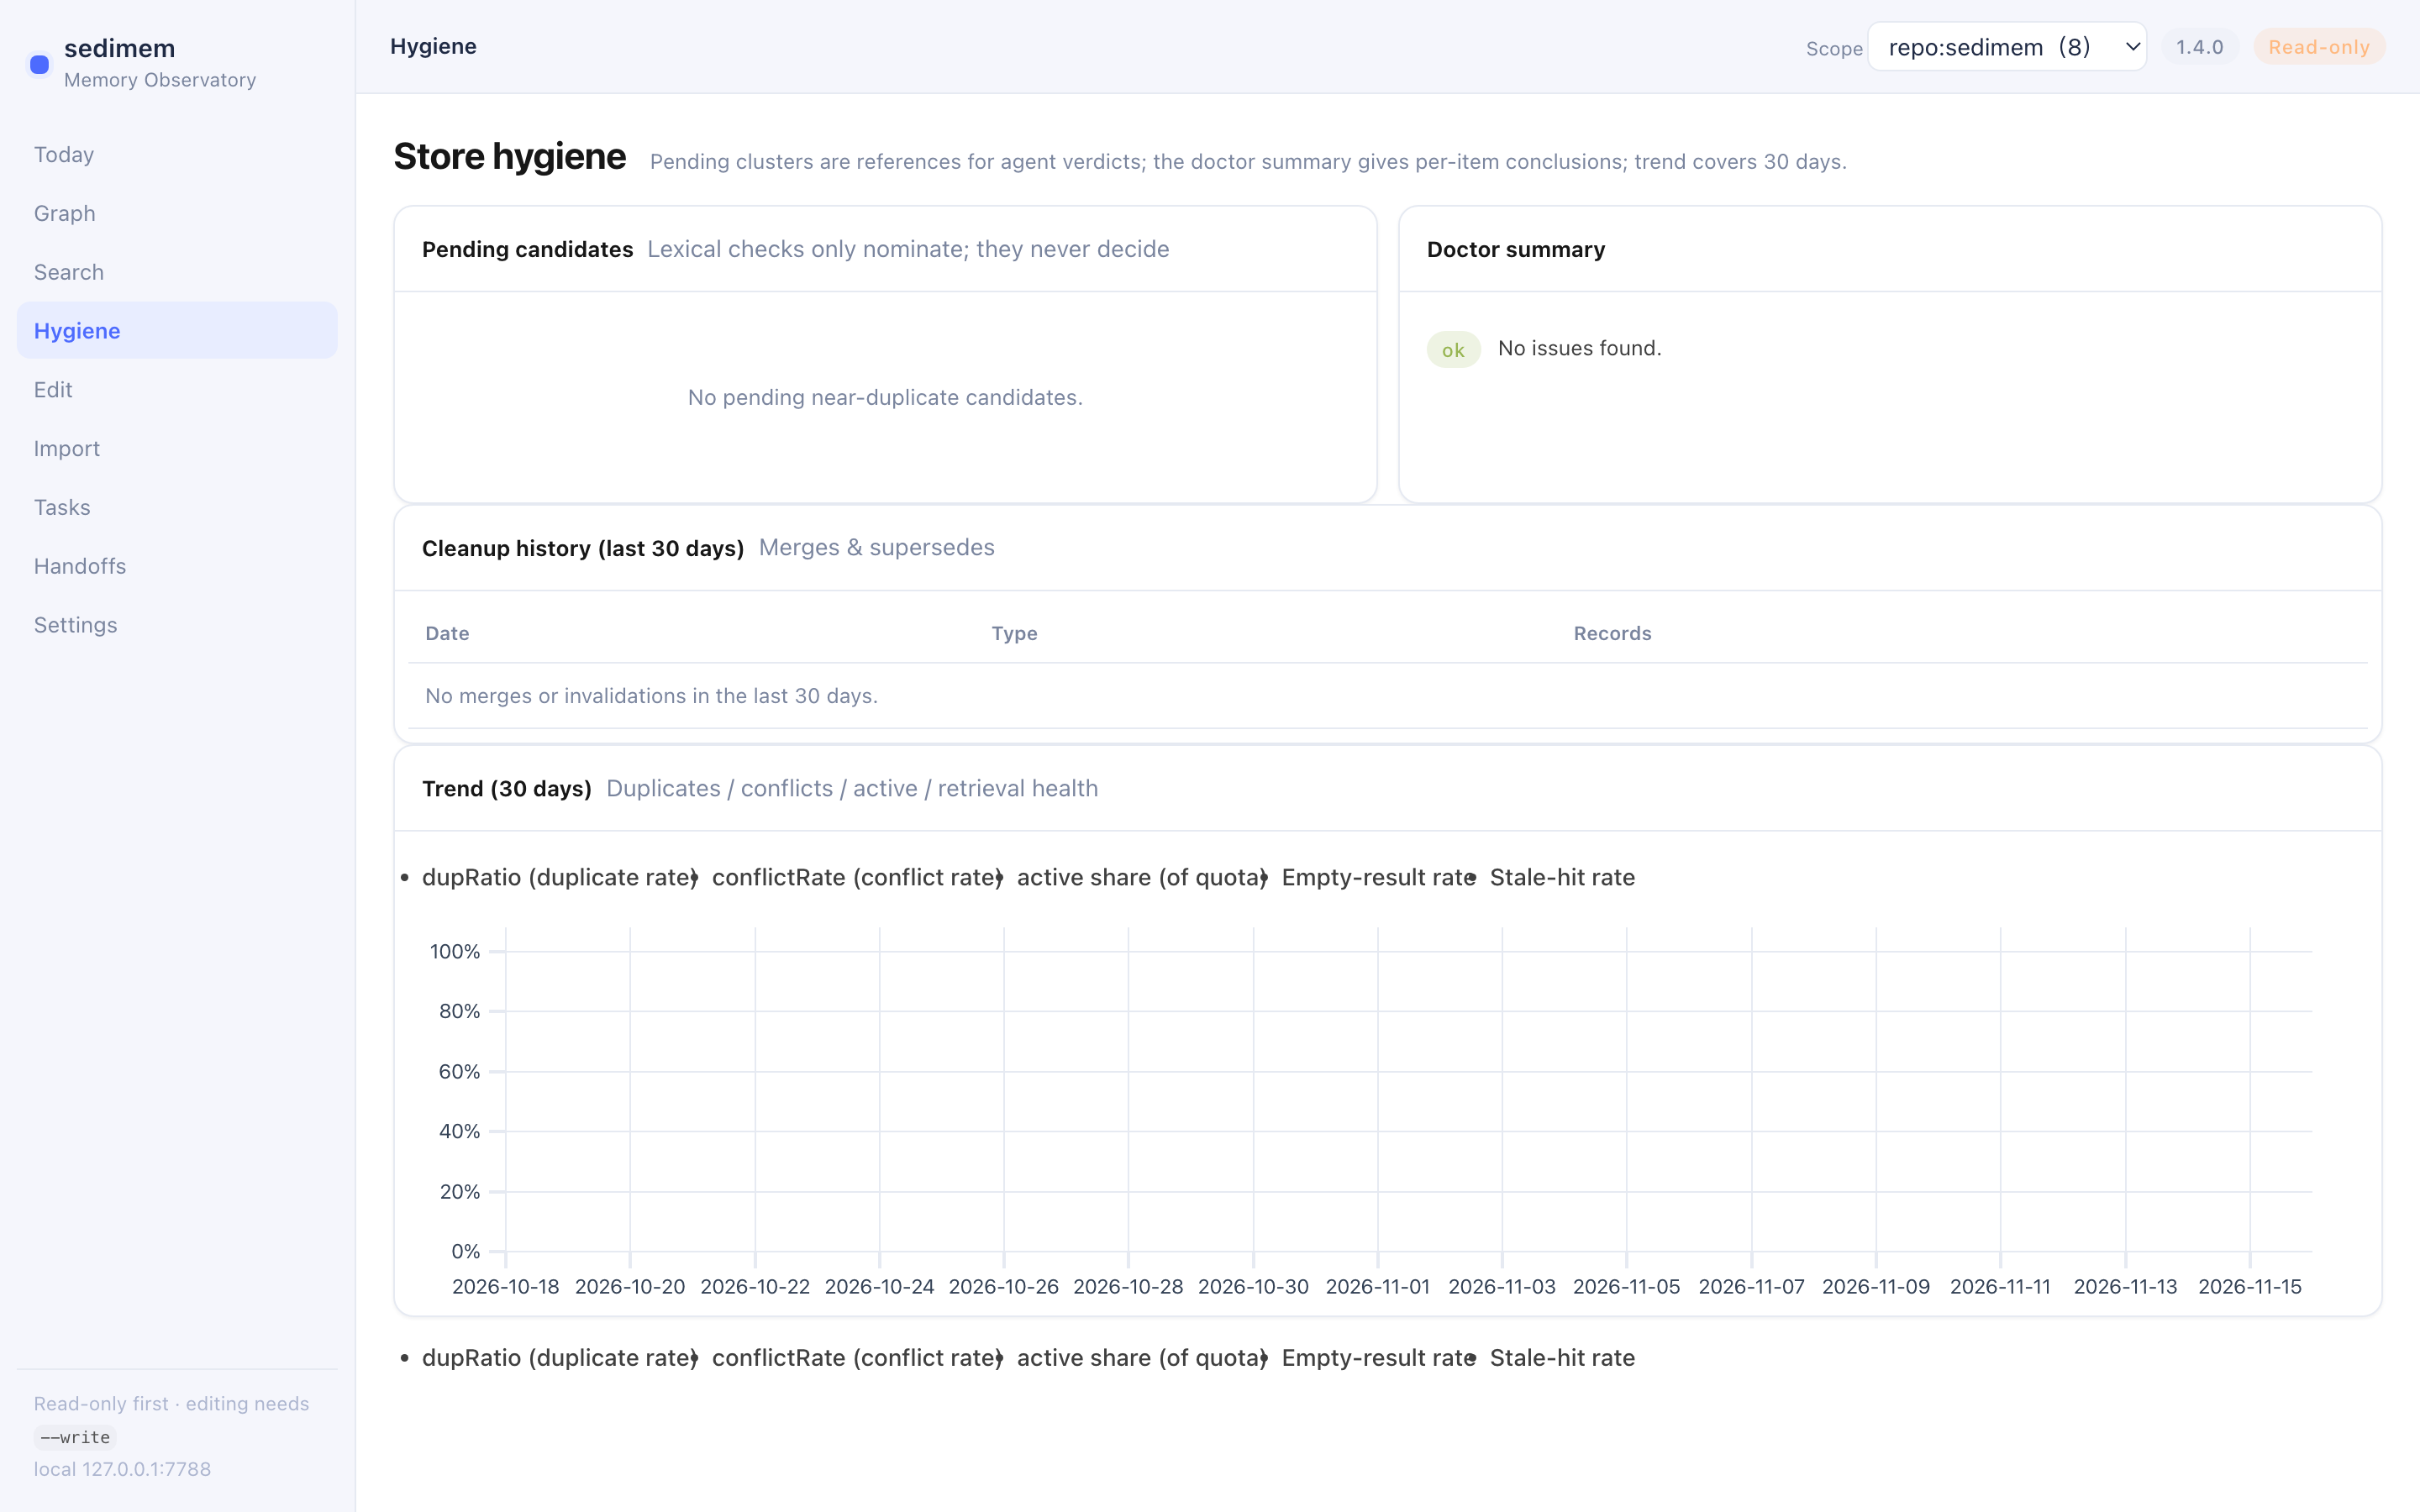 sedimem
Memory Observatory
Today
Graph
Search
Hygiene
Edit
Import
Tasks
Handoffs
Settings
Read-only first · editing needs
--write
local 127.0.0.1:7788
Hygiene
Scope repo:sedimem (8) 1.4.0 Read-only
Store hygiene Pending clusters are references for agent verdicts; the doctor summary gives per-item conclusions; trend covers 30 days.
Pending candidates Lexical checks only nominate; they never decide
No pending near-duplicate candidates.
Doctor summary
ok No issues found.
Cleanup history (last 30 days) Merges & supersedes
Date Type Records
No merges or invalidations in the last 30 days.
Trend (30 days) Duplicates / conflicts / active / retrieval health
• dupRatio (duplicate rate) • conflictRate (conflict rate) • active share (of quota) • Empty-result rate • Stale-hit rate
100%
80%
60%
40%
20%
0%
2026-10-18 2026-10-20 2026-10-22 2026-10-24 2026-10-26 2026-10-28 2026-10-30 2026-11-01 2026-11-03 2026-11-05 2026-11-07 2026-11-09 2026-11-11 2026-11-13 2026-11-15
• dupRatio (duplicate rate) • conflictRate (conflict rate) • active share (of quota) • Empty-result rate • Stale-hit rate